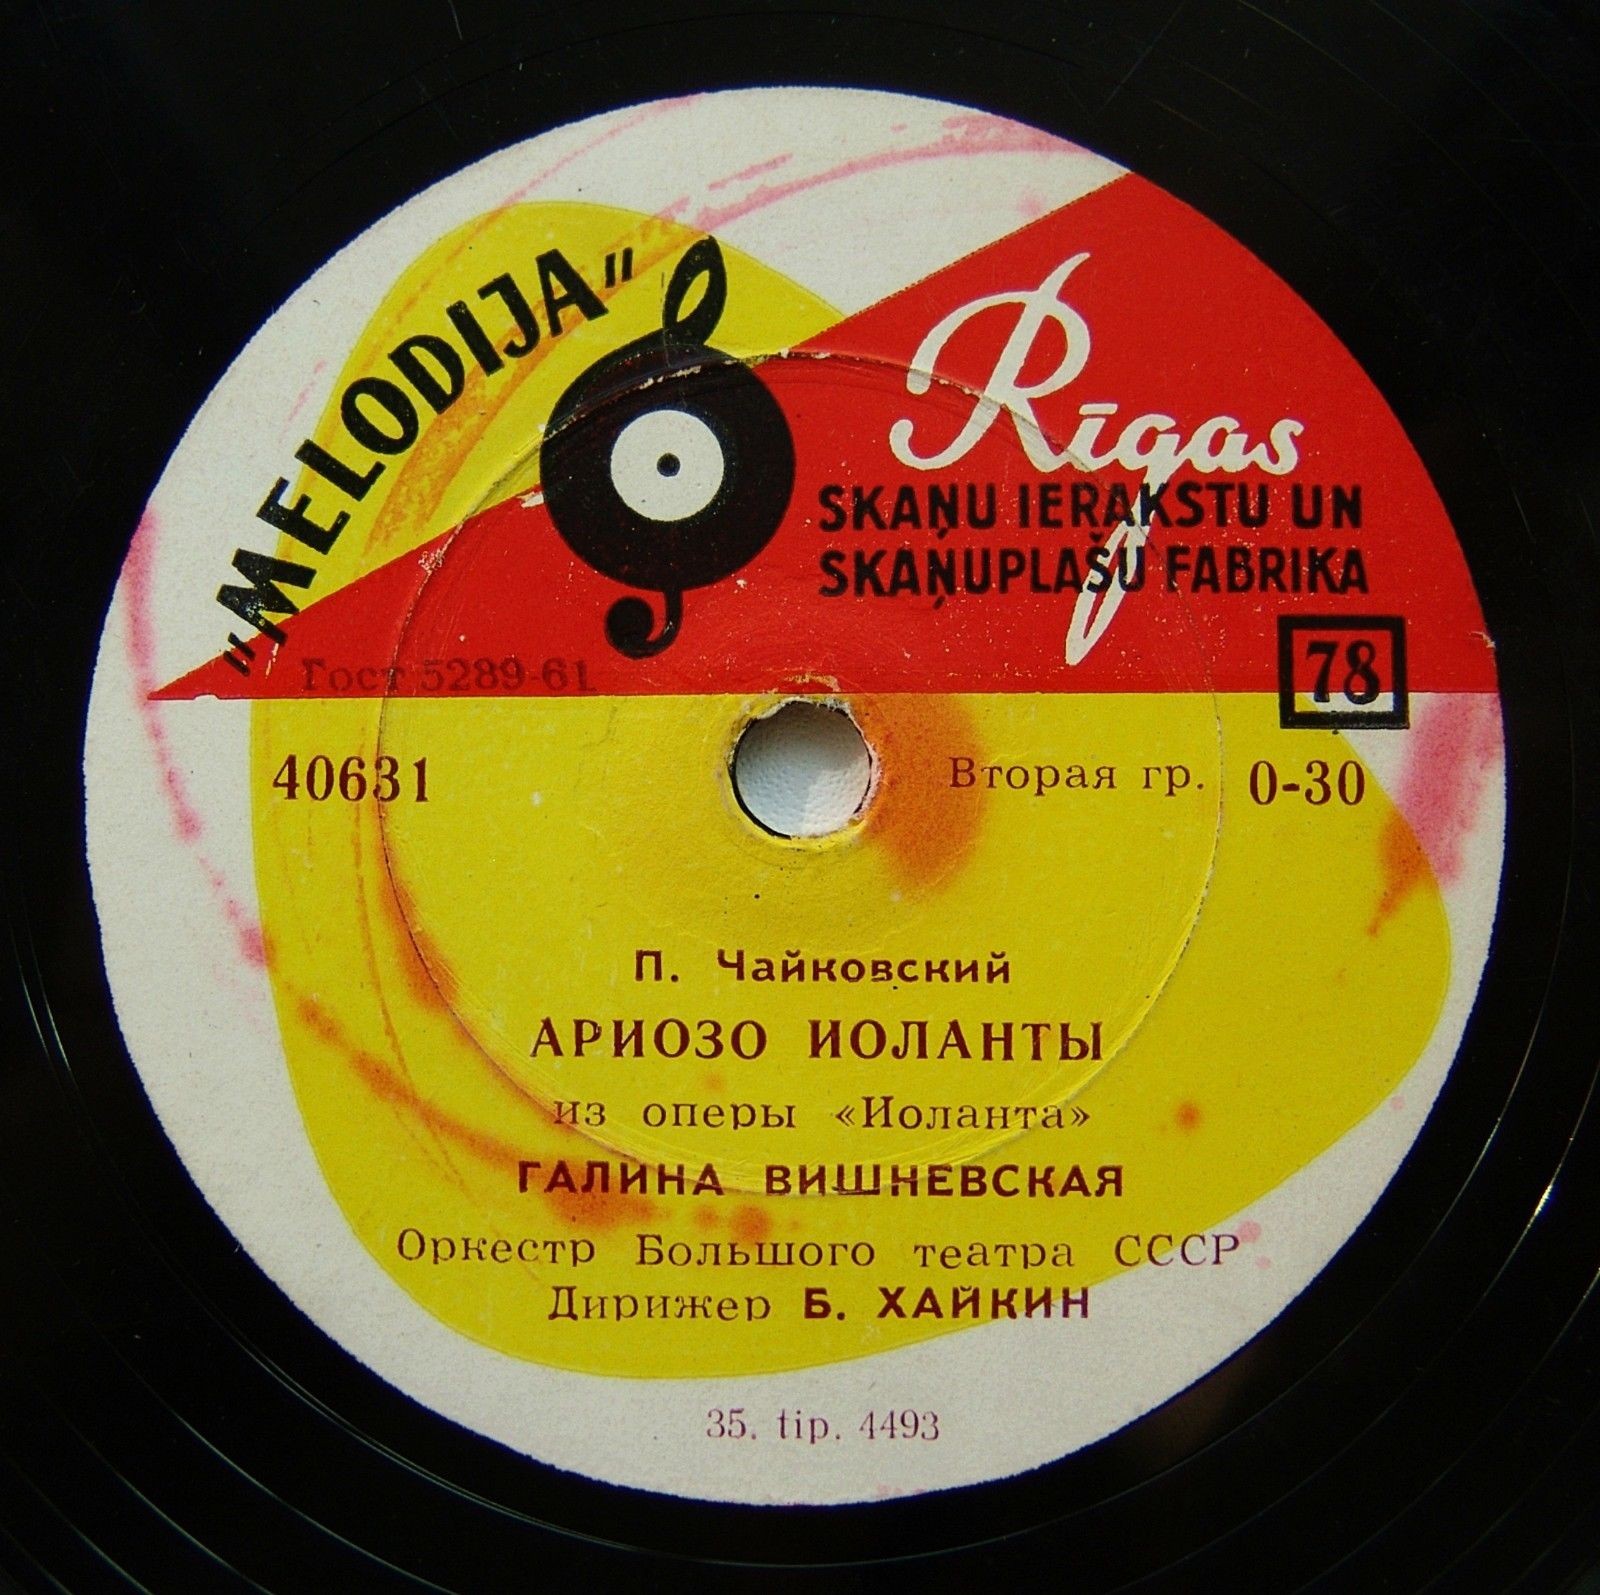 „MELODIJA"
Rīgas
SKAŅU IERAKSTU UN
SKAŅUPLAŠU FABRIKA
78
Гост 5289-61
40631 Вторая гр. 0-30
П. Чайковский
АРИОЗО ИОЛАНТЫ
из оперы «Иоланта»
ГАЛИНА ВИШНЕВСКАЯ
Оркестр Большого театра СССР
Дирижер Б. ХАЙКИН
35. tip. 4493